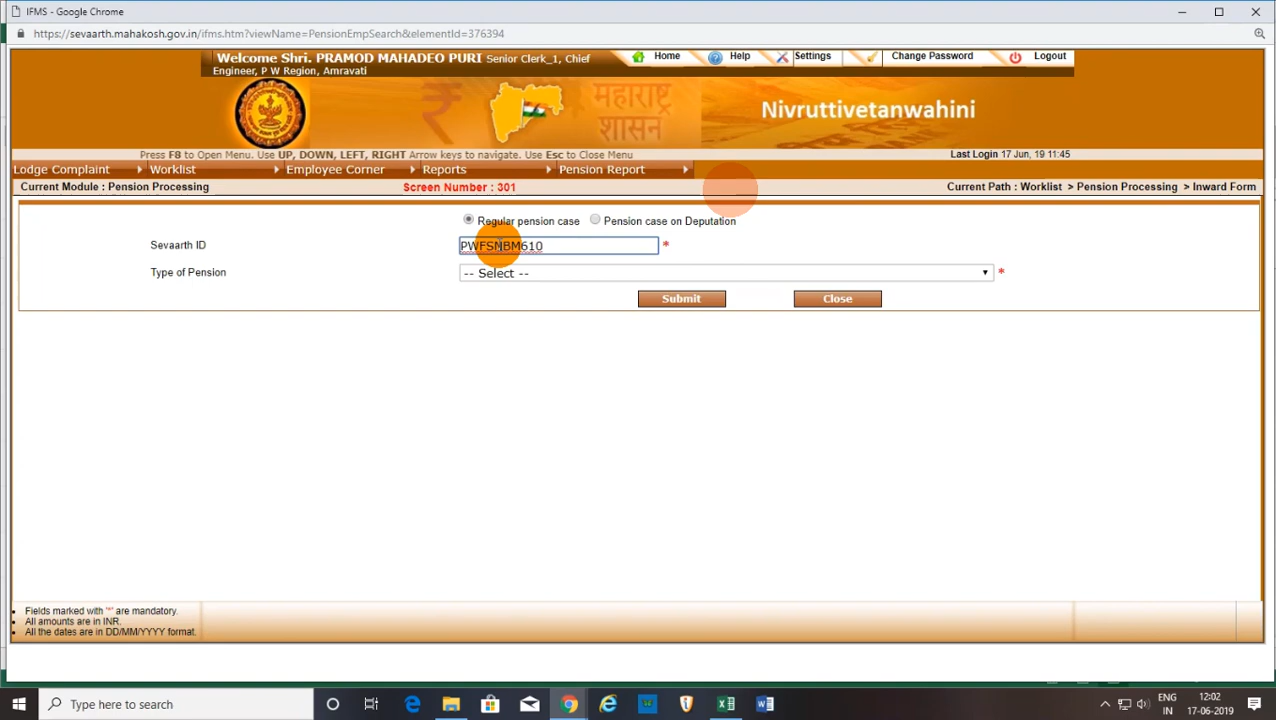 IFMS - Google Chrome
https://sevaarth.mahakosh.gov.in/ifms.htm?viewName=PensionEmpSearch&elementId=376394
Welcome Shri. PRAMOD MAHADEO PURI Senior Clerk_1, Chief
Engineer, P W Region, Amravati
Home Help Settings Change Password Logout
महाराष्ट्र
शासन
Nivruttivetanwahini
Press F8 to Open Menu. Use UP, DOWN, LEFT, RIGHT Arrow keys to navigate. Use Esc to Close Menu
Last Login 17 Jun, 19 11:45
Lodge Complaint Worklist Employee Corner Reports Pension Report
Current Module : Pension Processing
Screen Number : 301
Current Path : Worklist > Pension Processing > Inward Form
Regular pension case Pension case on Deputation
Sevaarth ID PWFSNBM610 *
Type of Pension -- Select -- *
Submit Close
Fields marked with '*' are mandatory.
All amounts are in INR.
All the dates are in DD/MM/YYYY format.
Type here to search
ENG
IN
12:02
17-06-2019